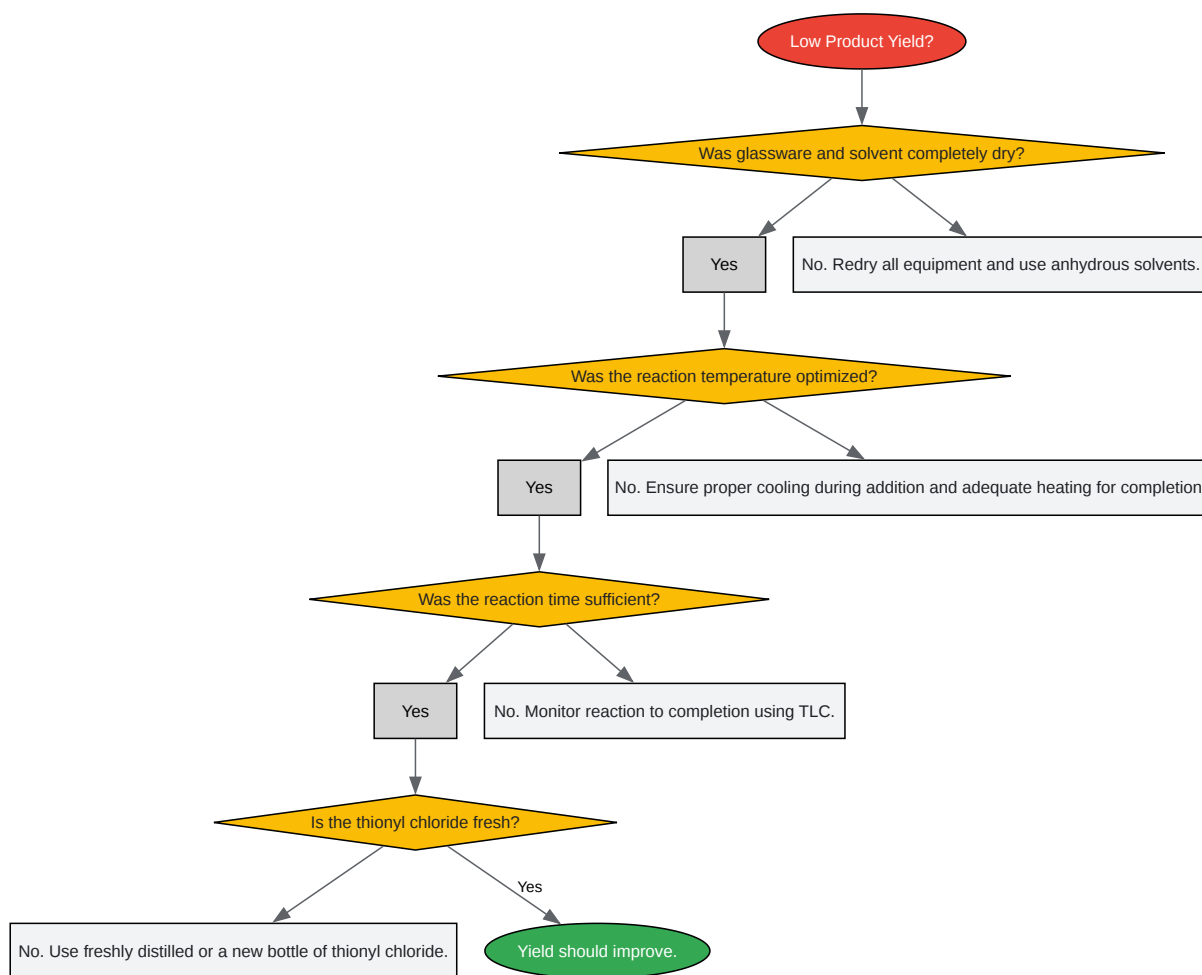 Low Product Yield?
Was glassware and solvent completely dry?
Yes
No. Redry all equipment and use anhydrous solvents.
Was the reaction temperature optimized?
Yes
No. Ensure proper cooling during addition and adequate heating for completion
Was the reaction time sufficient?
Yes
No. Monitor reaction to completion using TLC.
Is the thionyl chloride fresh?
Yes
No. Use freshly distilled or a new bottle of thionyl chloride.
Yield should improve.